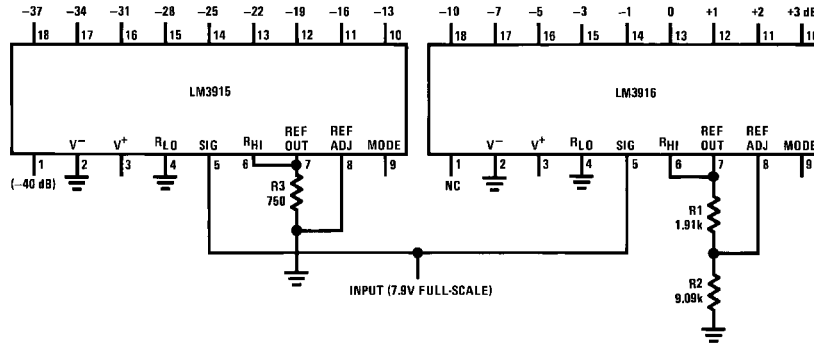 −37 −34 −31 −28 −25 −22 −19 −16 −13
18 17 16 15 14 13 12 11 10
LM3915
V− V+ RLO SIG RHI REF OUT REF ADJ MODE
1 2 3 4 5 6 7 8 9
(−40 dB)
R3
750
−10 −7 −5 −3 −1 0 +1 +2 +3 dB
18 17 16 15 14 13 12 11 10
LM3916
V− V+ RLO SIG RHI REF OUT REF ADJ MODE
1 2 3 4 5 6 7 8 9
NC
R1
1.91k
R2
9.09k
INPUT (7.9V FULL-SCALE)